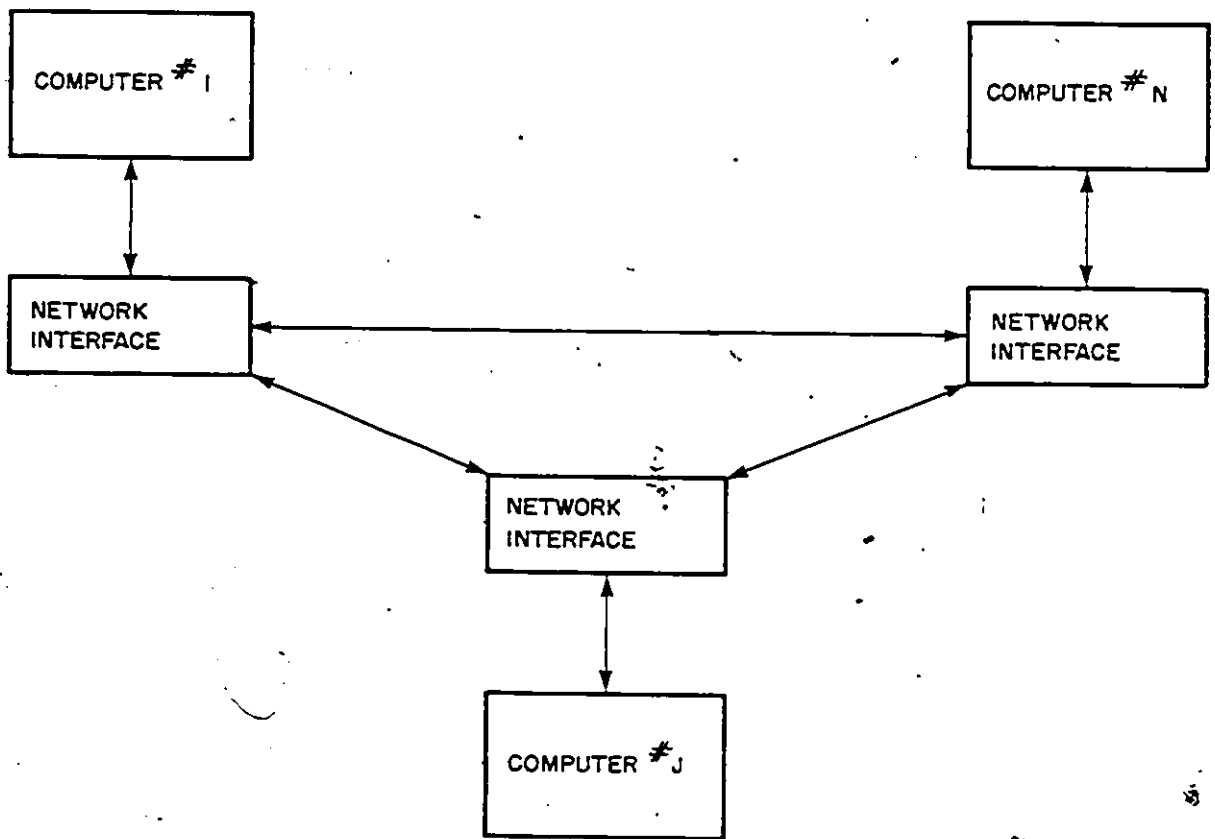 COMPUTER # 1
COMPUTER # N
NETWORK
INTERFACE
NETWORK
INTERFACE
NETWORK
INTERFACE
COMPUTER # J